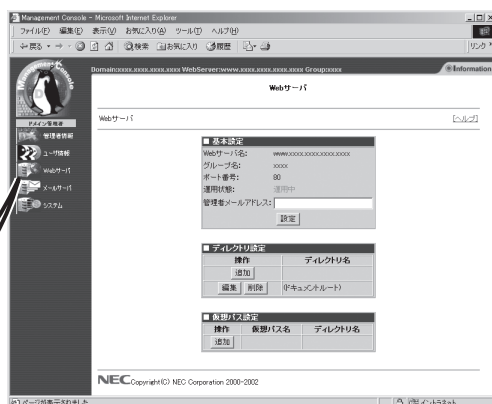 Management Console - Microsoft Internet Explorer
ファイル(F) 編集(E) 表示(V) お気に入り(A) ツール(T) ヘルプ(H)
戻る 検索 お気に入り 履歴 リンク
Management Console
Domain:xxxx.xxxx.xxxx.xxxx WebServer:www.xxxx.xxxx.xxxx.xxxx Group:xxxx
Information
Webサーバ
ドメイン管理者
管理者情報
ユーザ情報
Webサーバ
メールサーバ
システム
Webサーバ
[ヘルプ]
■ 基本設定
Webサーバ名: www.xxxx.xxxx.xxxx.xxxx
グループ名: xxxx
ポート番号: 80
運用状態: 運用中
管理者メールアドレス:
設定
■ ディレクトリ設定
操作 ディレクトリ名
追加
編集 削除 (ドキュメントルート)
■ 仮想パス設定
操作 仮想パス名 ディレクトリ名
追加
NEC Copyright(C) NEC Corporation 2000-2002
ページが表示されました
イントラネット